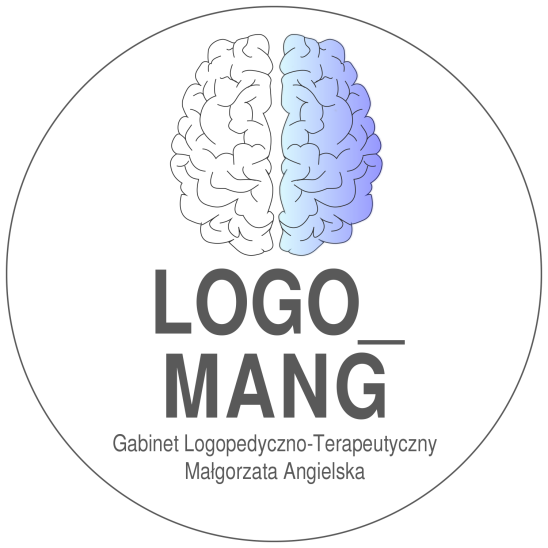 LOGO_
MANG
Gabinet Logopedyczno-Terapeutyczny
Małgorzata Angielska